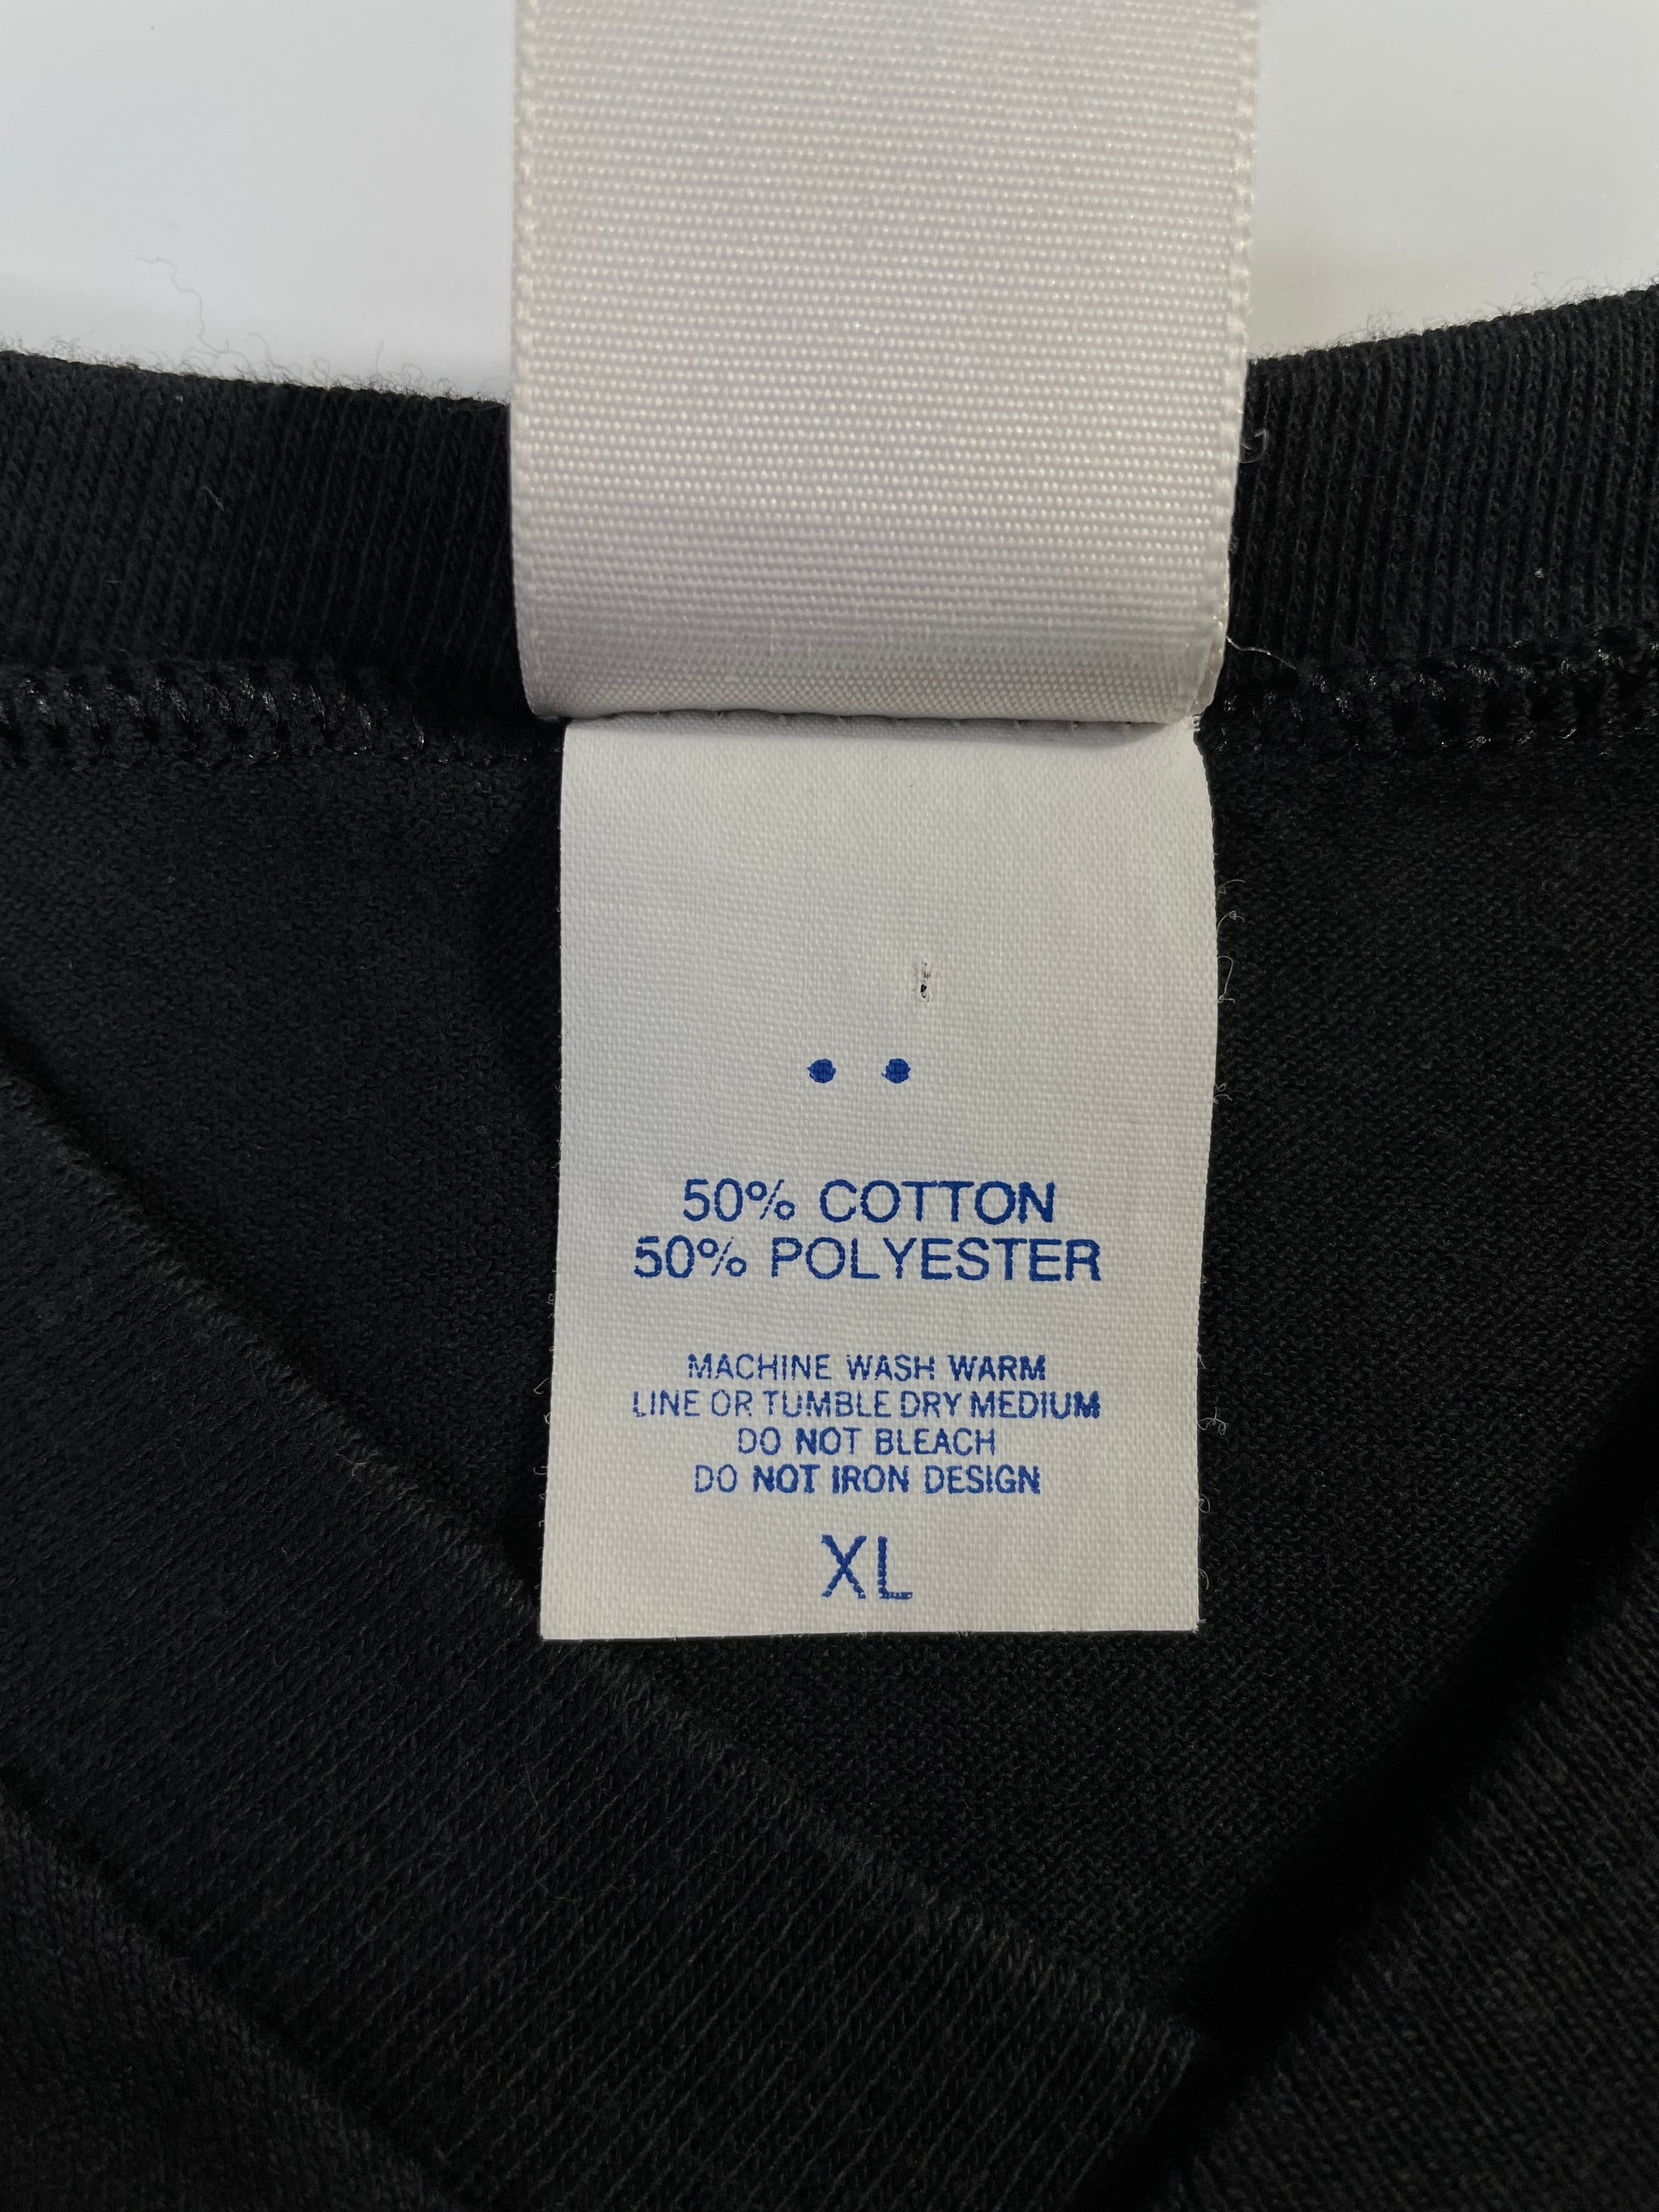 50% COTTON
50% POLYESTER
MACHINE WASH WARM
LINE OR TUMBLE DRY MEDIUM
DO NOT BLEACH
DO NOT IRON DESIGN
XL